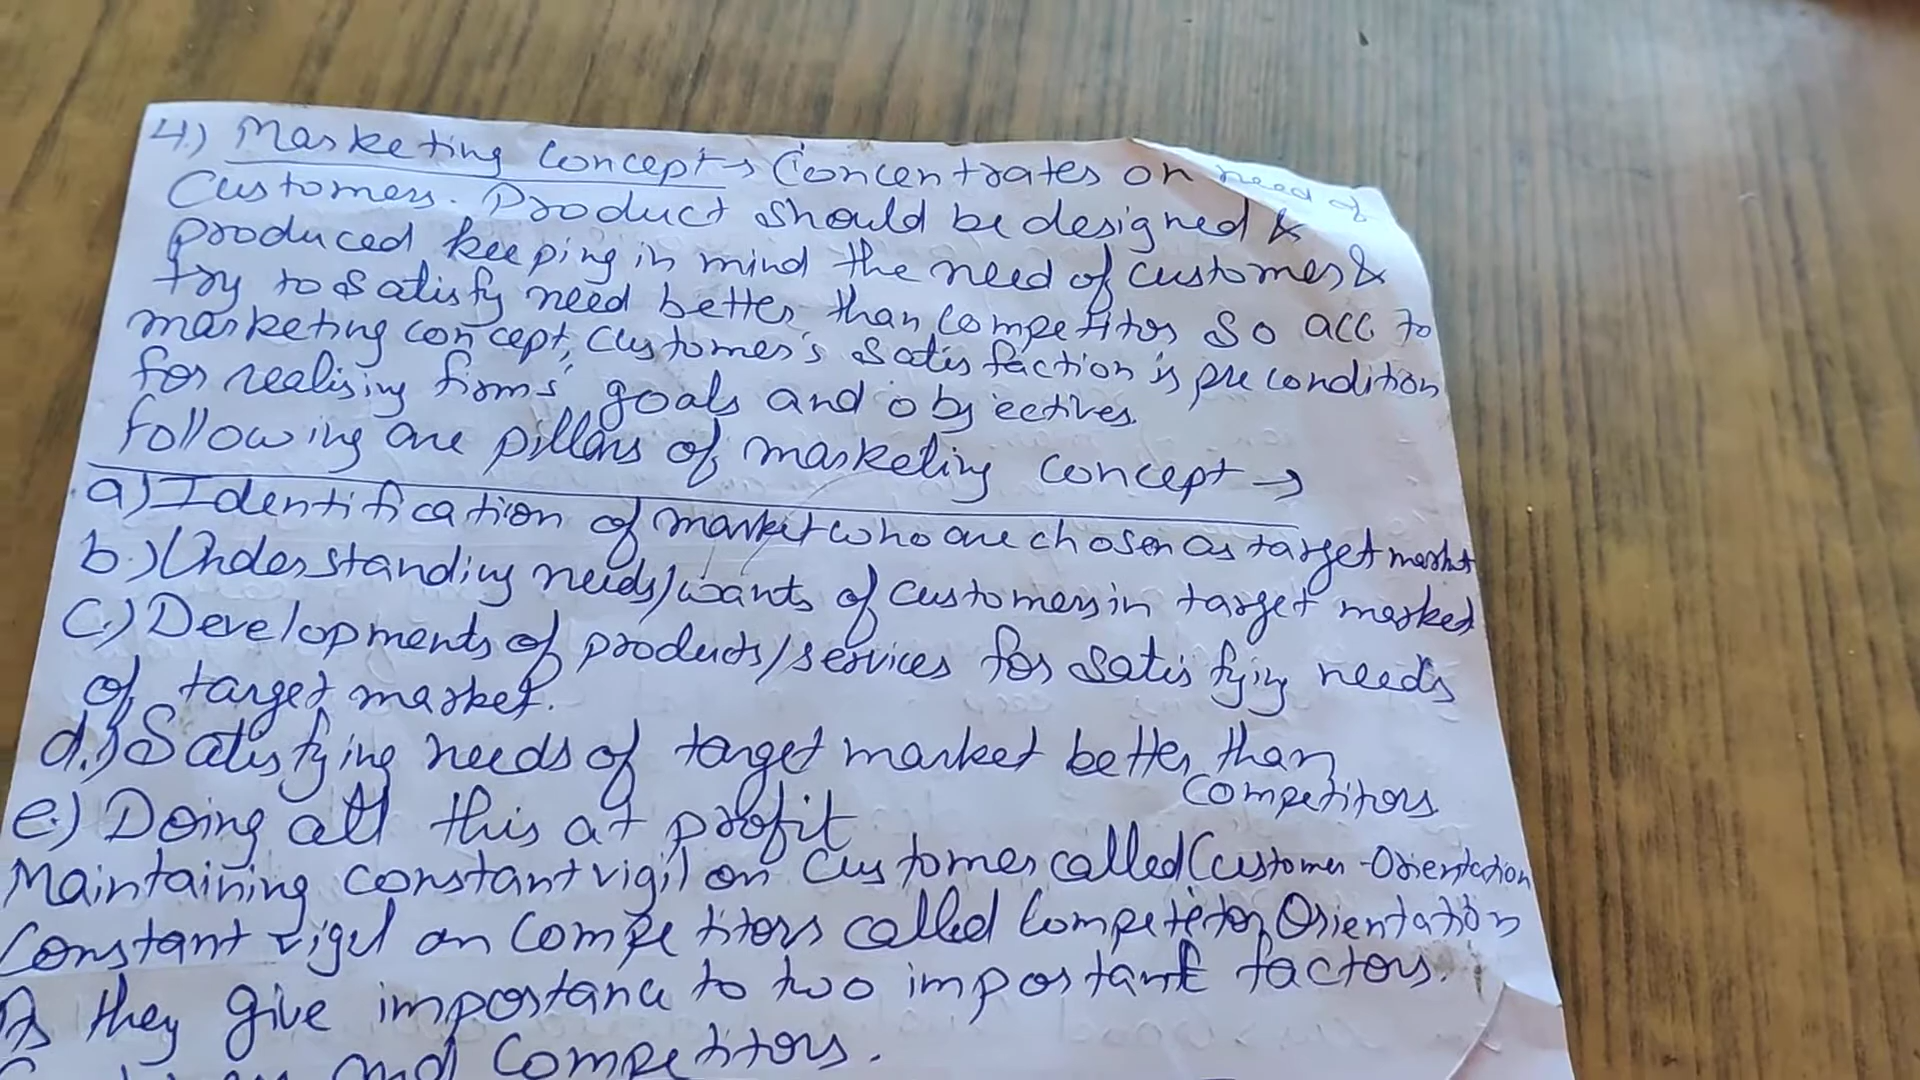 4.) Marketing Concept → Concentrates on need of
Customers. Product should be designed &
produced keeping in mind the need of customers &
try to satisfy need better than competitor so acc to
marketing concept, customer's satisfaction is pre condition
for realising firms' goals and objectives.
following are pillars of marketing concept →
a) Identification of market who are chosen as target market
b.) Understanding needs/wants of customers in target market
C.) Developments of products/services for satisfying needs
of target market.
d.) Satisfying needs of target market better than
competitors.
e.) Doing all this at profit
Maintaining constant vigil on Customer called Customer-Orientation
Constant vigil on Competitors called Competetor Orientation
As they give importance to two important factors.
and Competitors.